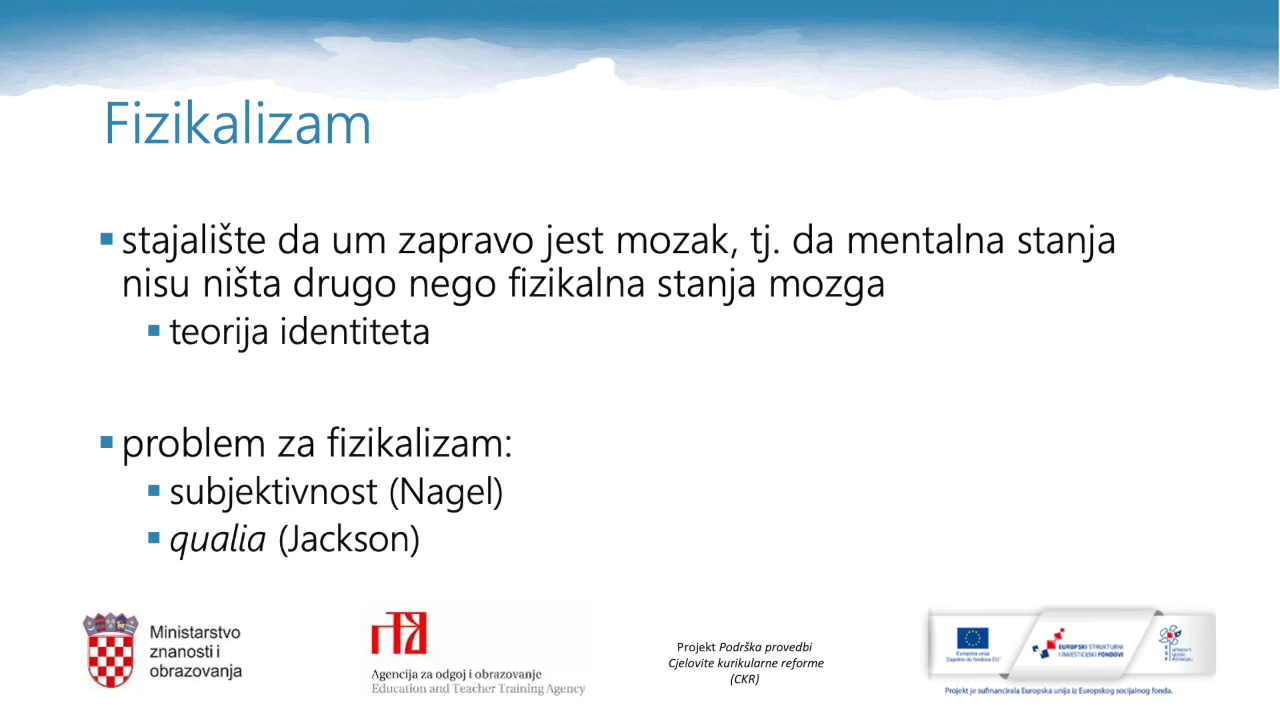 Fizikalizam
▪ stajalište da um zapravo jest mozak, tj. da mentalna stanja
nisu ništa drugo nego fizikalna stanja mozga
▪ teorija identiteta
▪ problem za fizikalizam:
▪ subjektivnost (Nagel)
▪ qualia (Jackson)
Ministarstvo
znanosti i
obrazovanja
Agencija za odgoj i obrazovanje
Education and Teacher Training Agency
Projekt Podrška provedbi
Cjelovite kurikularne reforme
(CKR)
Europska unija
"Zajedno do fondova EU"
EUROPSKI STRUKTURNI
I INVESTICIJSKI FONDOVI
Projekt je sufinancirala Europska unija iz Europskog socijalnog fonda.